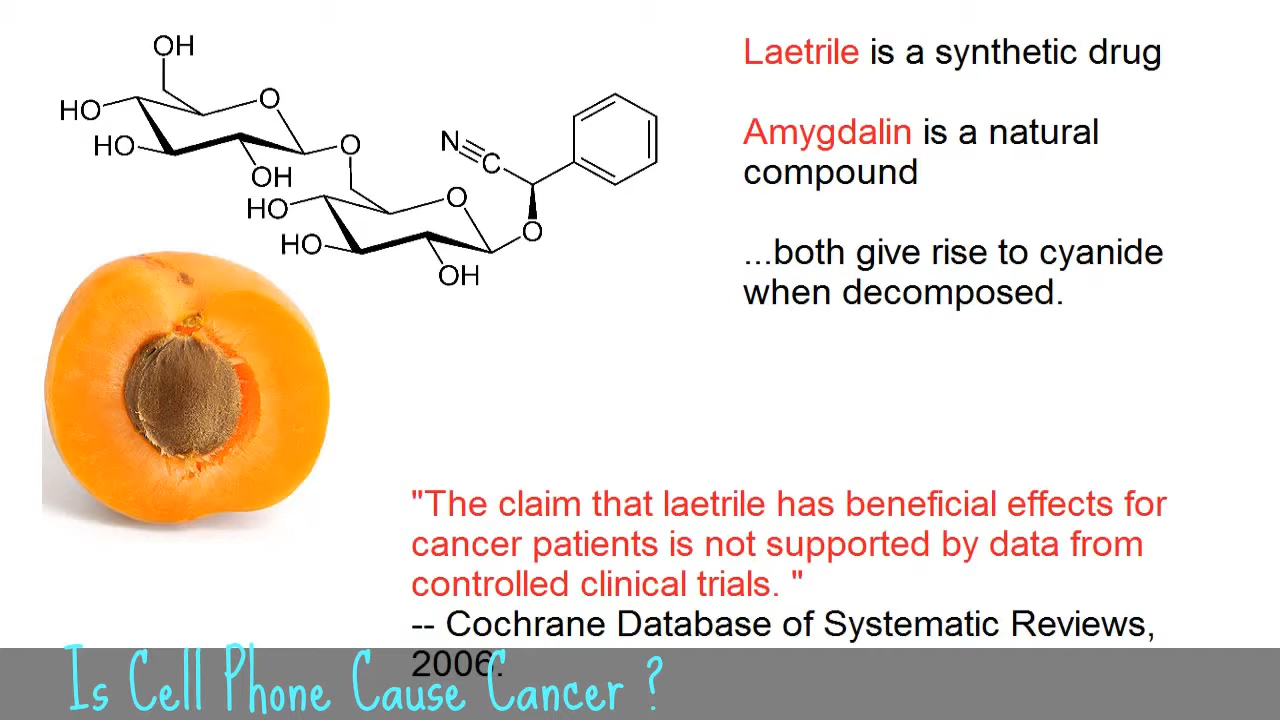 OH
HO
O
HO
OH
O
N
C
HO
O
HO
OH
O
Laetrile is a synthetic drug
Amygdalin is a natural
compound
...both give rise to cyanide
when decomposed.
"The claim that laetrile has beneficial effects for
cancer patients is not supported by data from
controlled clinical trials. "
-- Cochrane Database of Systematic Reviews,
2006.
Is Cell Phone Cause Cancer ?